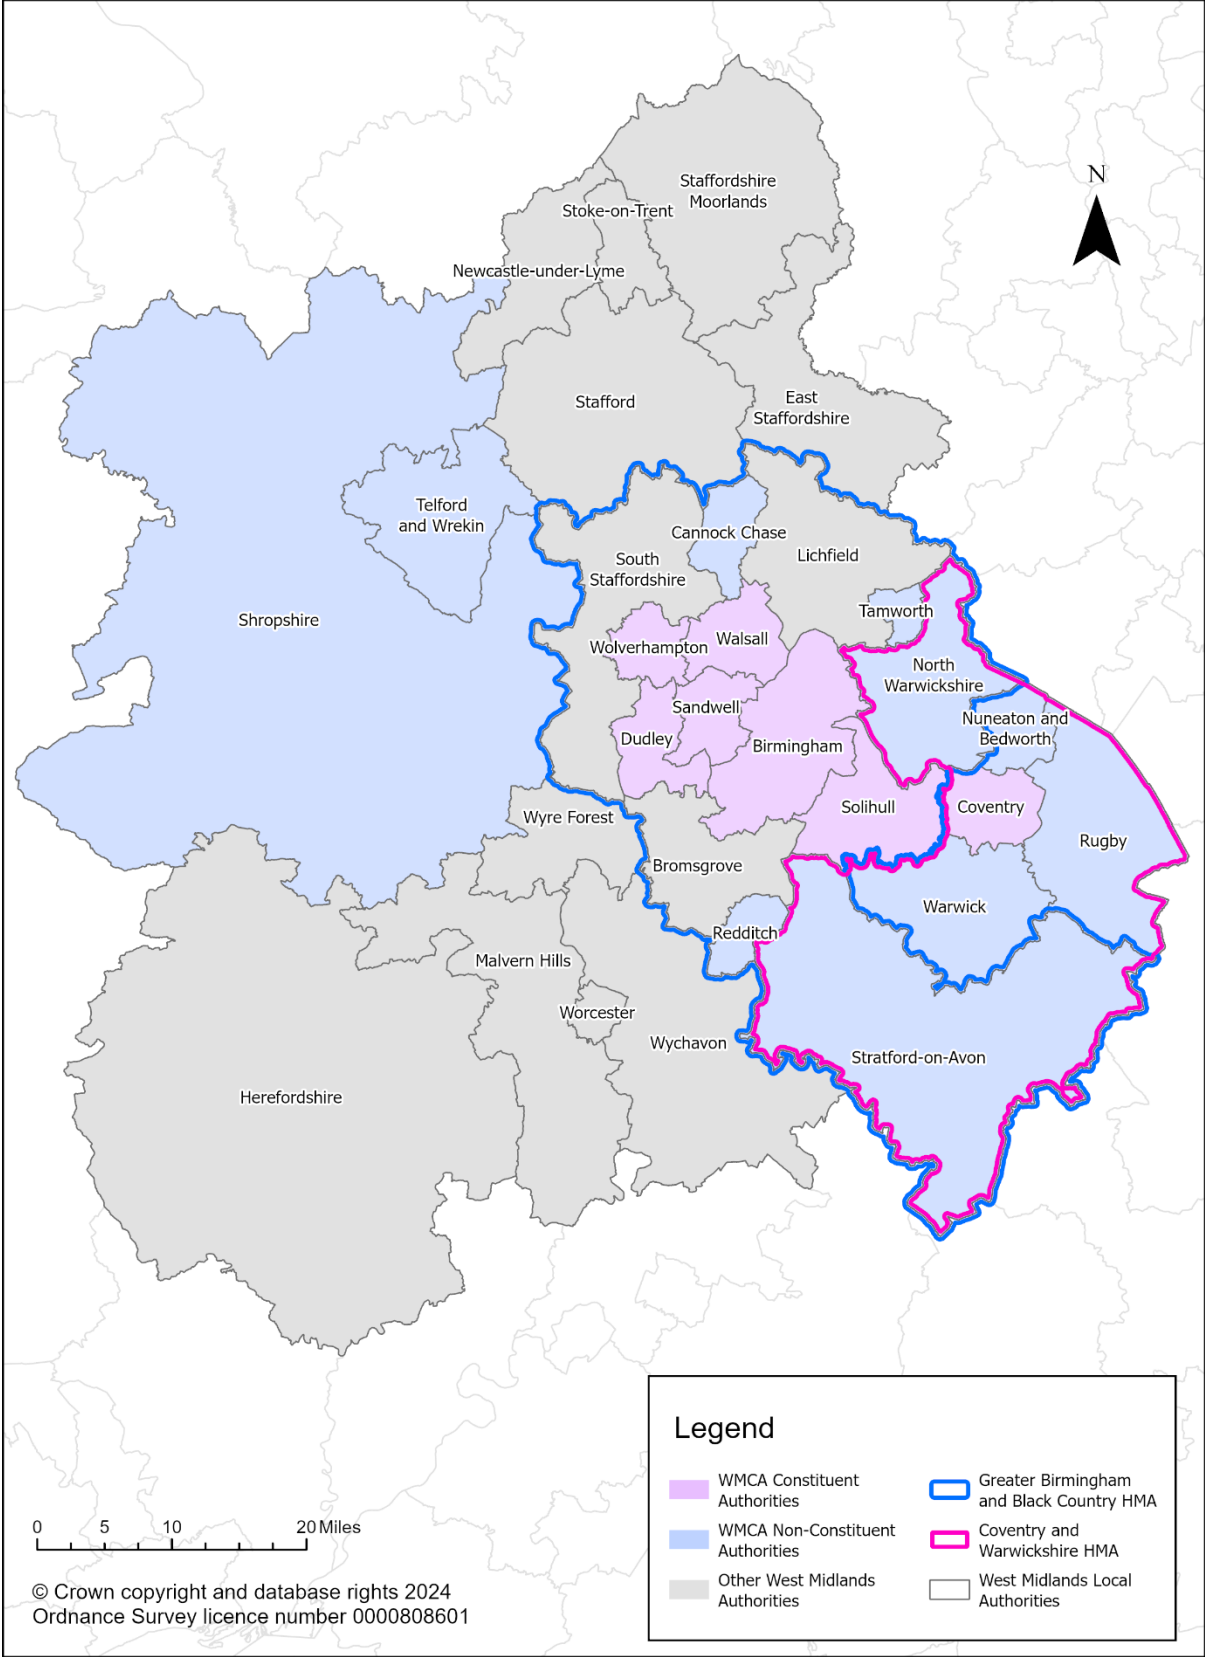 N
Staffordshire
Moorlands
Stoke-on-Trent
Newcastle-under-Lyme
Stafford
East
Staffordshire
Telford
and Wrekin
Cannock Chase
South
Staffordshire
Lichfield
Tamworth
Shropshire
Wolverhampton
Walsall
North
Warwickshire
Sandwell
Nuneaton and
Bedworth
Dudley
Birmingham
Solihull
Coventry
Wyre Forest
Rugby
Bromsgrove
Warwick
Redditch
Malvern Hills
Worcester
Wychavon
Stratford-on-Avon
Herefordshire
Legend
WMCA Constituent
Authorities
WMCA Non-Constituent
Authorities
Other West Midlands
Authorities
Greater Birmingham
and Black Country HMA
Coventry and
Warwickshire HMA
West Midlands Local
Authorities
0 5 10 20 Miles
© Crown copyright and database rights 2024
Ordnance Survey licence number 0000808601